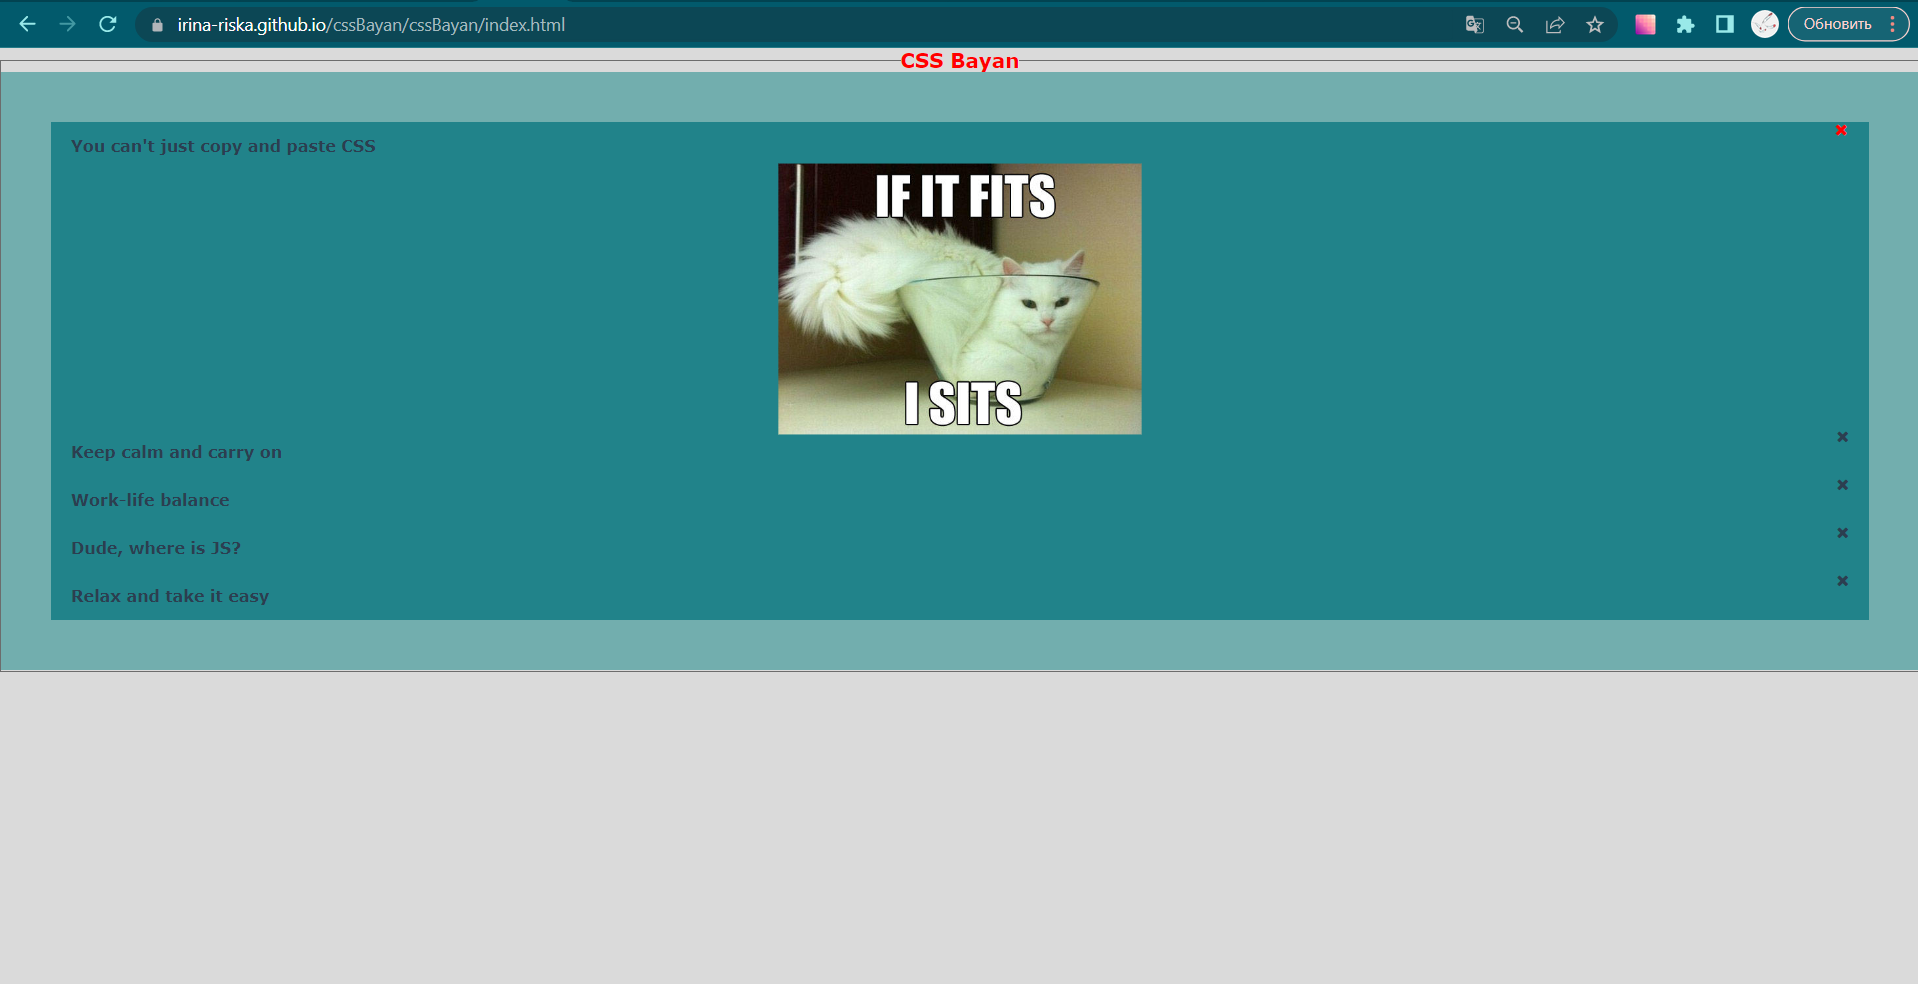 irina-riska.github.io/cssBayan/cssBayan/index.html
Обновить
CSS Bayan
You can't just copy and paste CSS
IF IT FITS
I SITS
Keep calm and carry on
Work-life balance
Dude, where is JS?
Relax and take it easy